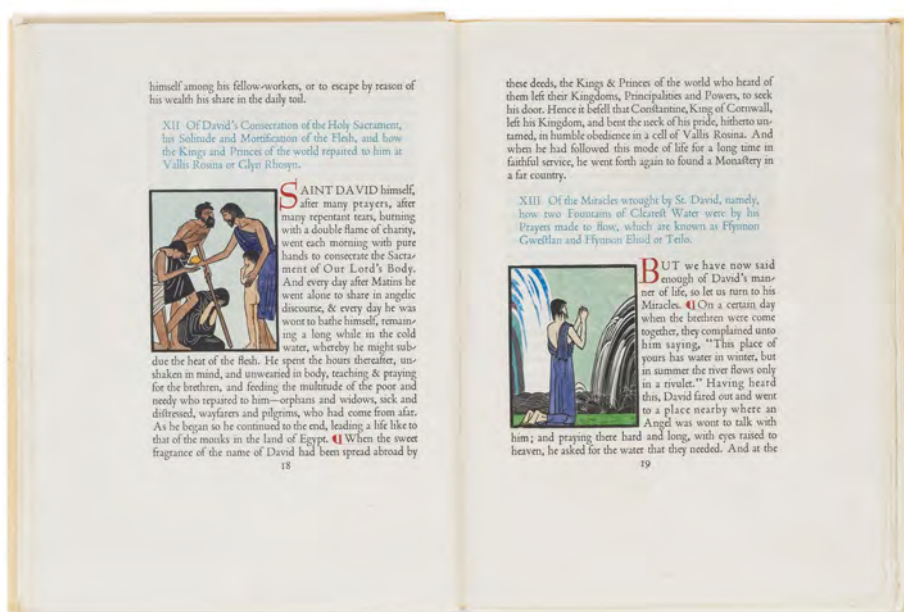 himself among his fellow-workers, or to escape by reason of
his wealth his share in the daily toil.
XII Of David's Consecration of the Holy Sacrament,
his Solitude and Mortification of the Flesh, and how
the Kings and Princes of the world repaired to him at
Vallis Rosina or Glyn Rhosyn.
SAINT DAVID himself,
after many prayers, after
many repentant tears, burning
with a double flame of charity,
went each morning with pure
hands to consecrate the Sacra-
ment of Our Lord's Body.
And every day after Matins he
went alone to share in angelic
discourse, & every day he was
wont to bathe himself, remain-
ing a long while in the cold
water, whereby he might sub-
due the heat of the flesh. He spent the hours thereafter, un-
shaken in mind, and unwearied in body, teaching & praying
for the brethren, and feeding the multitude of the poor and
needy who repaired to him—orphans and widows, sick and
distressed, wayfarers and pilgrims, who had come from afar.
As he began so he continued to the end, leading a life like to
that of the monks in the land of Egypt. ¶ When the sweet
fragrance of the name of David had been spread abroad by
18
these deeds, the Kings & Princes of the world who heard of
them left their Kingdoms, Principalities and Powers, to seek
his door. Hence it befell that Constantine, King of Cornwall,
left his Kingdom, and bent the neck of his pride, hitherto un-
tamed, in humble obedience in a cell of Vallis Rosina. And
when he had followed this mode of life for a long time in
faithful service, he went forth again to found a Monastery in
a far country.
XIII Of the Miracles wrought by St. David, namely,
how two Fountains of Clearest Water were by his
Prayers made to flow, which are known as Ffynnon
Gwestlan and Ffynnon Eliud or Teilo.
BUT we have now said
enough of David's man-
ner of life, so let us turn to his
Miracles. ¶ On a certain day
when the brethren were come
together, they complained unto
him saying, "This place of
yours has water in winter, but
in summer the river flows only
in a rivulet." Having heard
this, David fared out and went
to a place nearby where an
Angel was wont to talk with
him; and praying there hard and long, with eyes raised to
heaven, he asked for the water that they needed. And at the
19